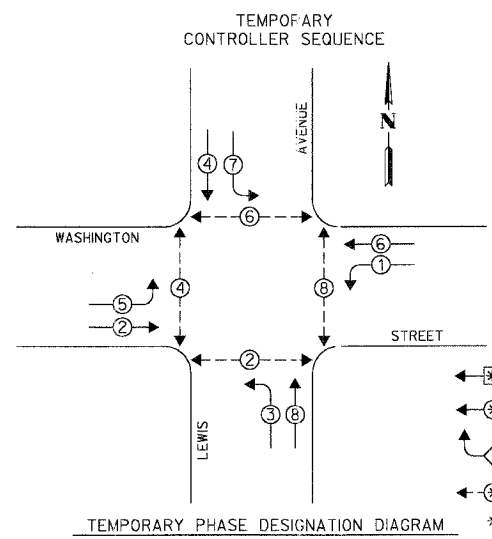 TEMPORARY
CONTROLLER SEQUENCE
AVENUE
N
4 7
6
WASHINGTON
6
1
5
4
8
2
STREET
2
3 8
LEWIS
*
*
*
*
TEMPORARY PHASE DESIGNATION DIAGRAM